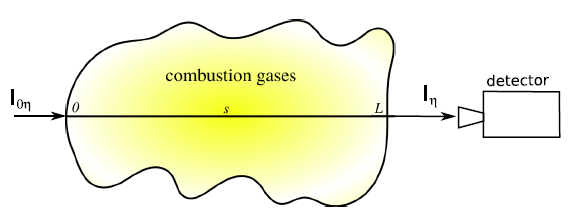 combustion gases
I0η
0
s
L
Iη
detector